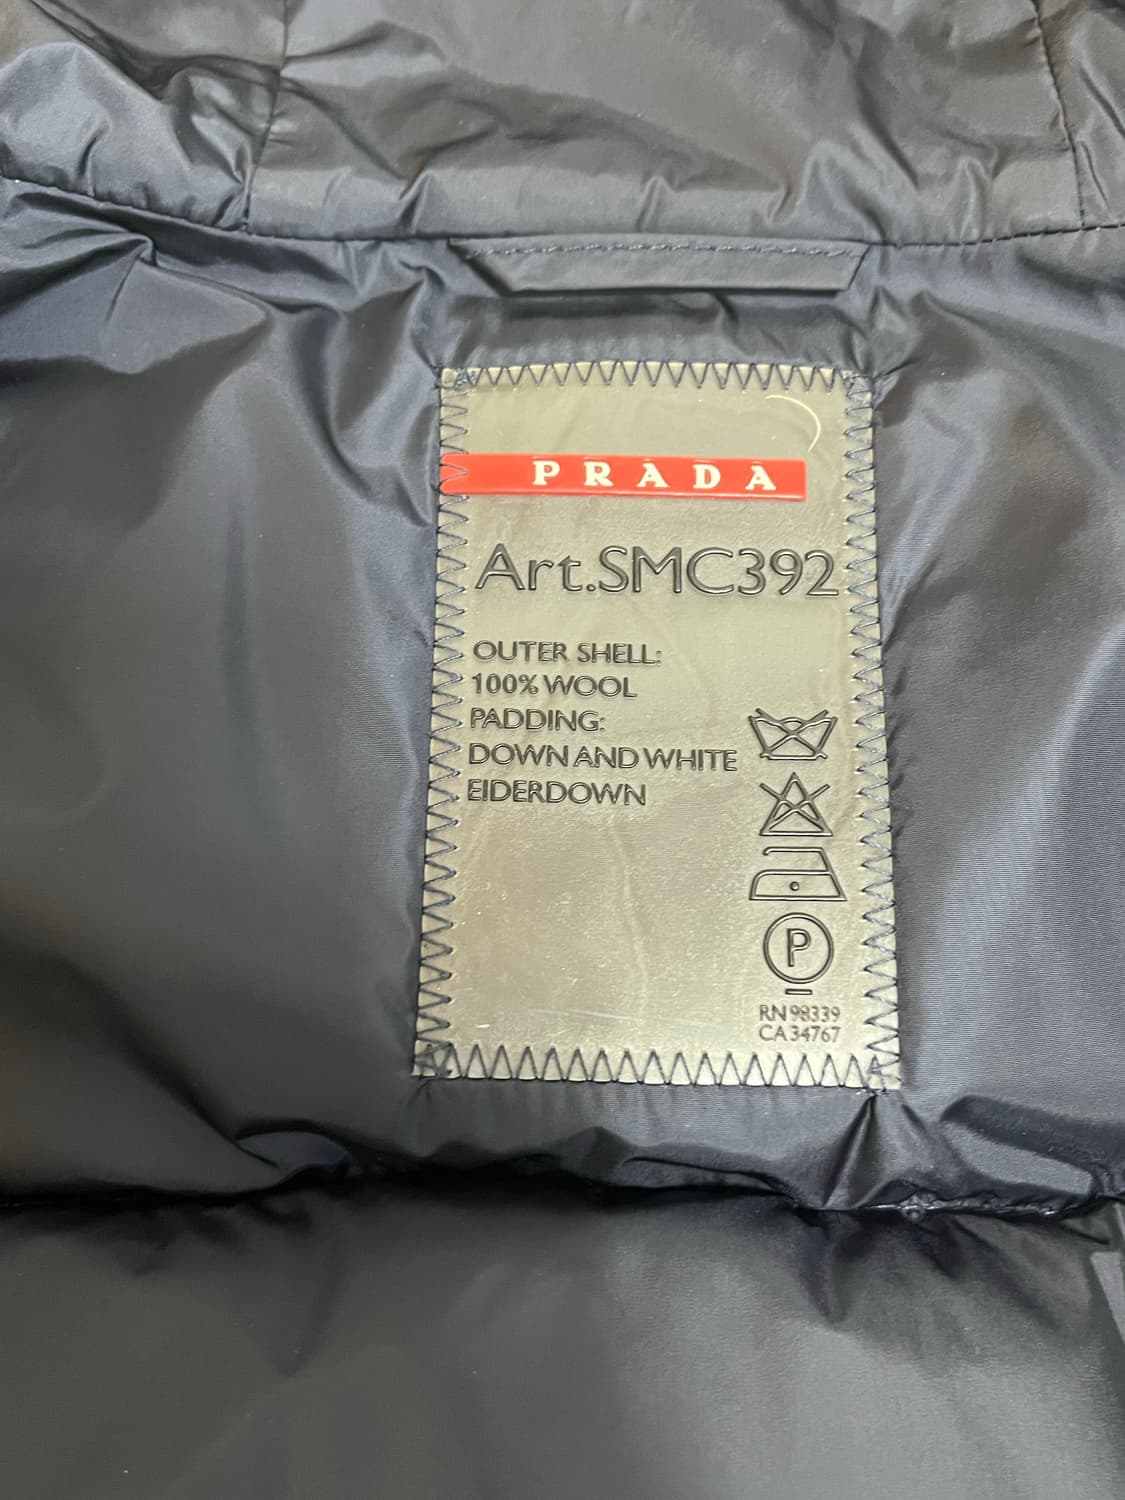 PRADA
Art.SMC392
OUTER SHELL:
100% WOOL
PADDING:
DOWN AND WHITE
EIDERDOWN
P
RN 98339
CA 34767